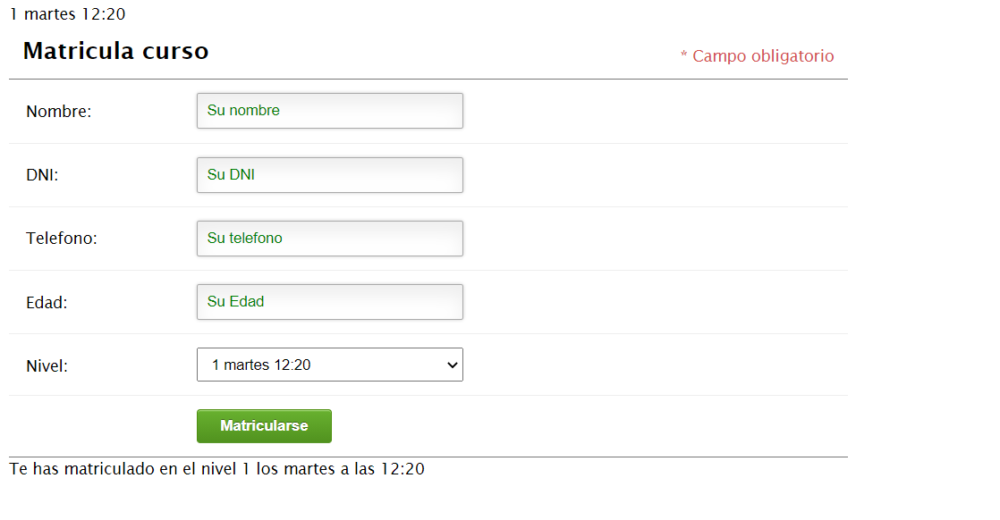 1 martes 12:20
Matricula curso
* Campo obligatorio
Nombre:
Su nombre
DNI:
Su DNI
Telefono:
Su telefono
Edad:
Su Edad
Nivel:
1 martes 12:20
Matricularse
Te has matriculado en el nivel 1 los martes a las 12:20